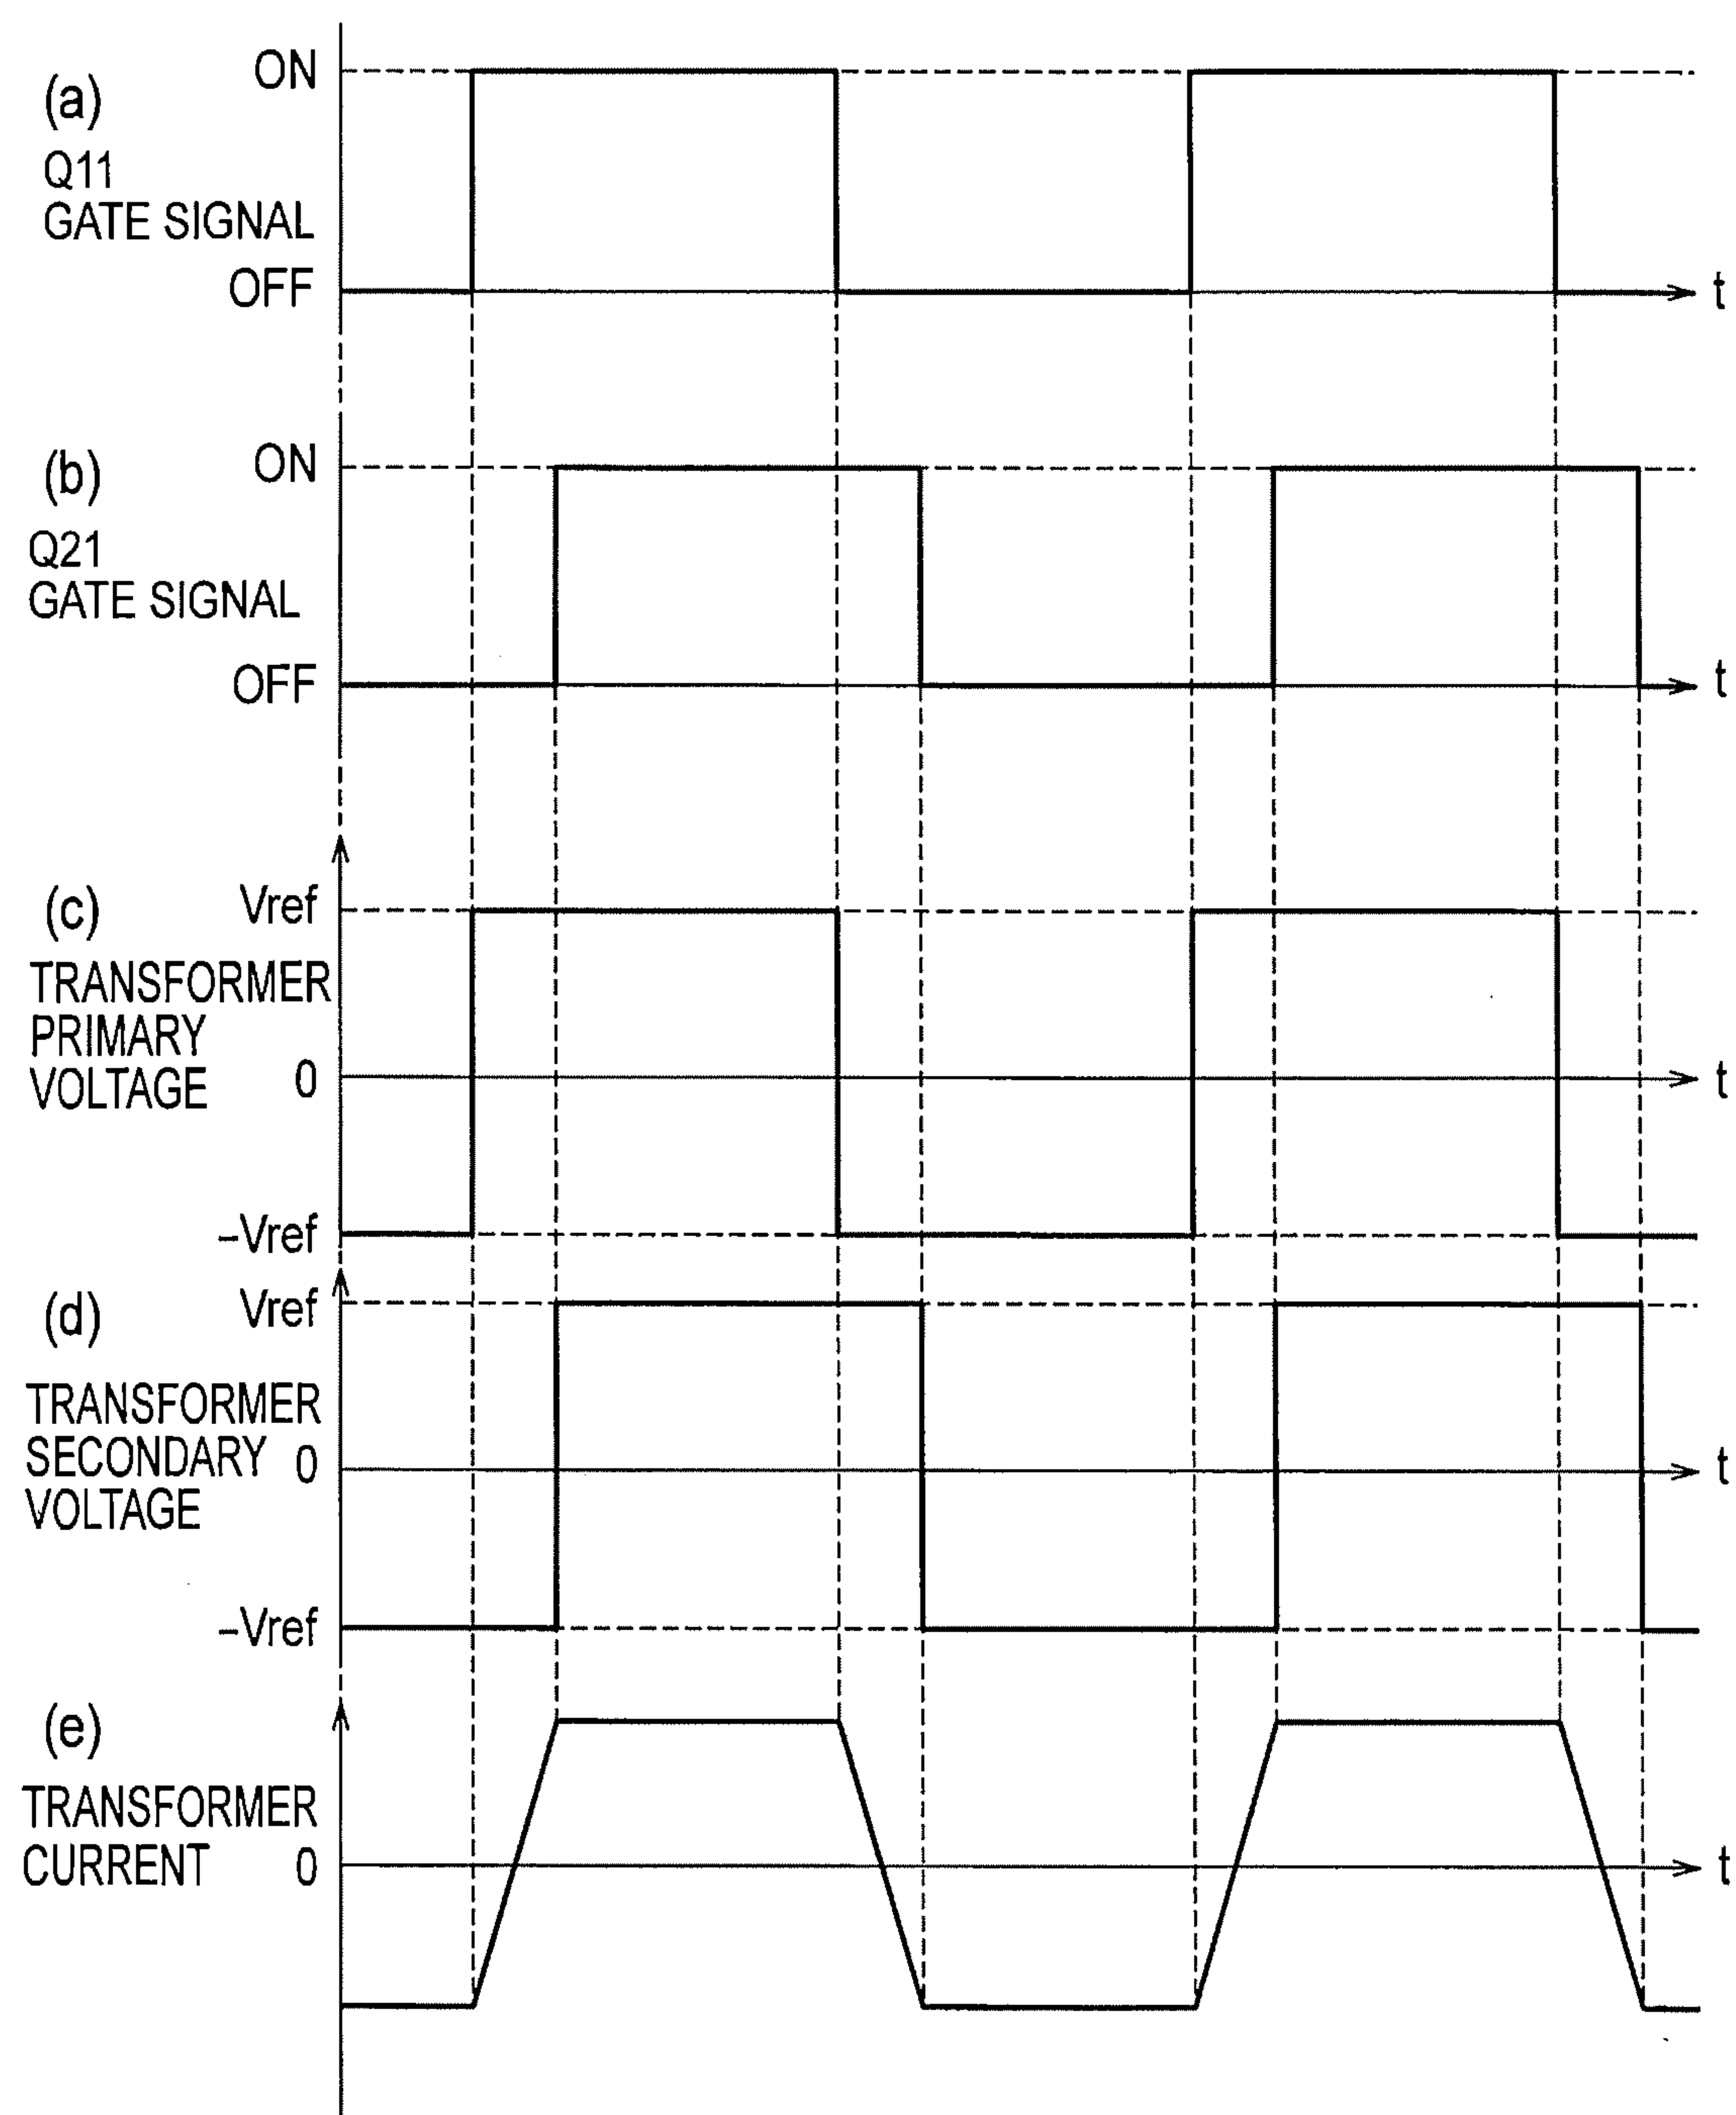 (a)
Q11
GATE SIGNAL
ON
OFF
t
(b)
Q21
GATE SIGNAL
ON
OFF
t
(c)
TRANSFORMER
PRIMARY
VOLTAGE
Vref
0
–Vref
t
(d)
TRANSFORMER
SECONDARY
VOLTAGE
Vref
0
–Vref
t
(e)
TRANSFORMER
CURRENT
0
t